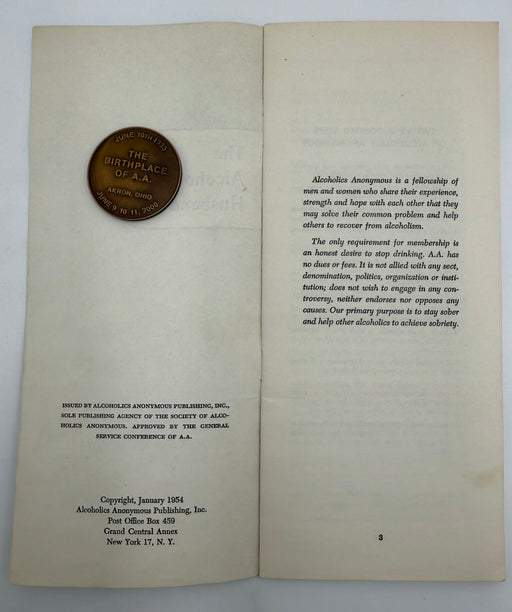 JUNE 10TH 1935
THE
BIRTHPLACE
OF A.A.
AKRON, OHIO
JUNE 9·10·11, 2000
The
Alcoho
Husban
ISSUED BY ALCOHOLICS ANONYMOUS PUBLISHING, INC.,
SOLE PUBLISHING AGENCY OF THE SOCIETY OF ALCO-
HOLICS ANONYMOUS. APPROVED BY THE GENERAL
SERVICE CONFERENCE OF A.A.
Copyright, January 1954
Alcoholics Anonymous Publishing, Inc.
Post Office Box 459
Grand Central Annex
New York 17, N. Y.
Alcoholics Anonymous is a fellowship of
men and women who share their experience,
strength and hope with each other that they
may solve their common problem and help
others to recover from alcoholism.
The only requirement for membership is
an honest desire to stop drinking. A.A. has
no dues or fees. It is not allied with any sect,
denomination, politics, organization or insti-
tution; does not wish to engage in any con-
troversy, neither endorses nor opposes any
causes. Our primary purpose is to stay sober
and help other alcoholics to achieve sobriety.
3